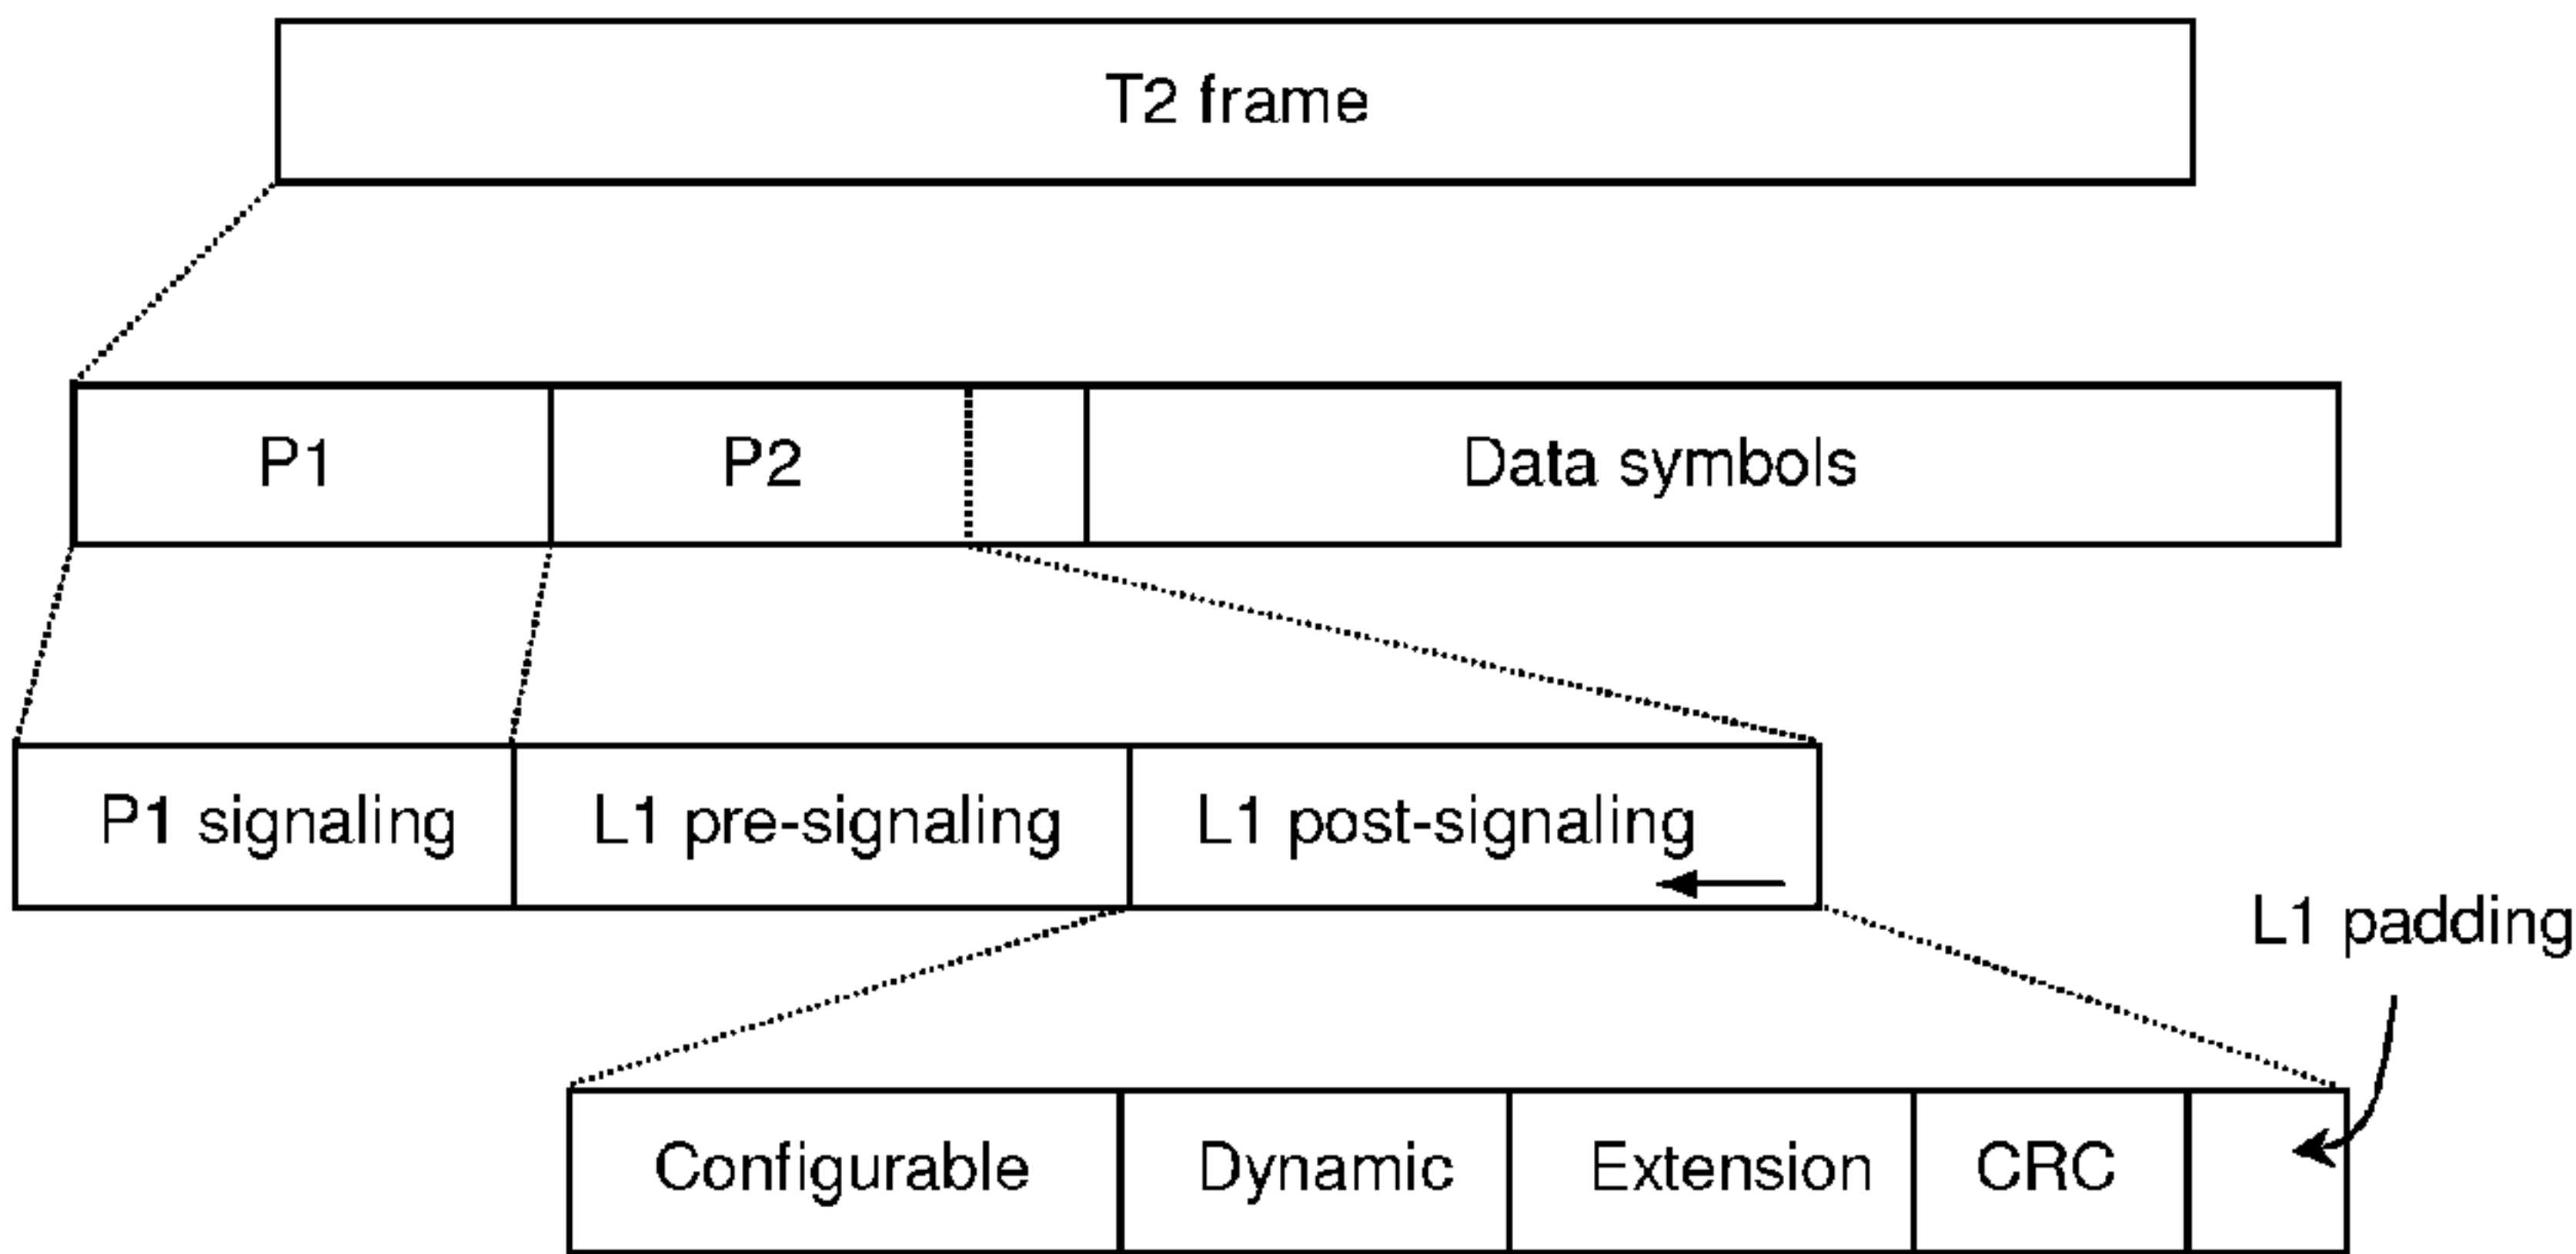 T2 frame
P1 P2 Data symbols
P1 signaling L1 pre-signaling L1 post-signaling
L1 padding
Configurable Dynamic Extension CRC